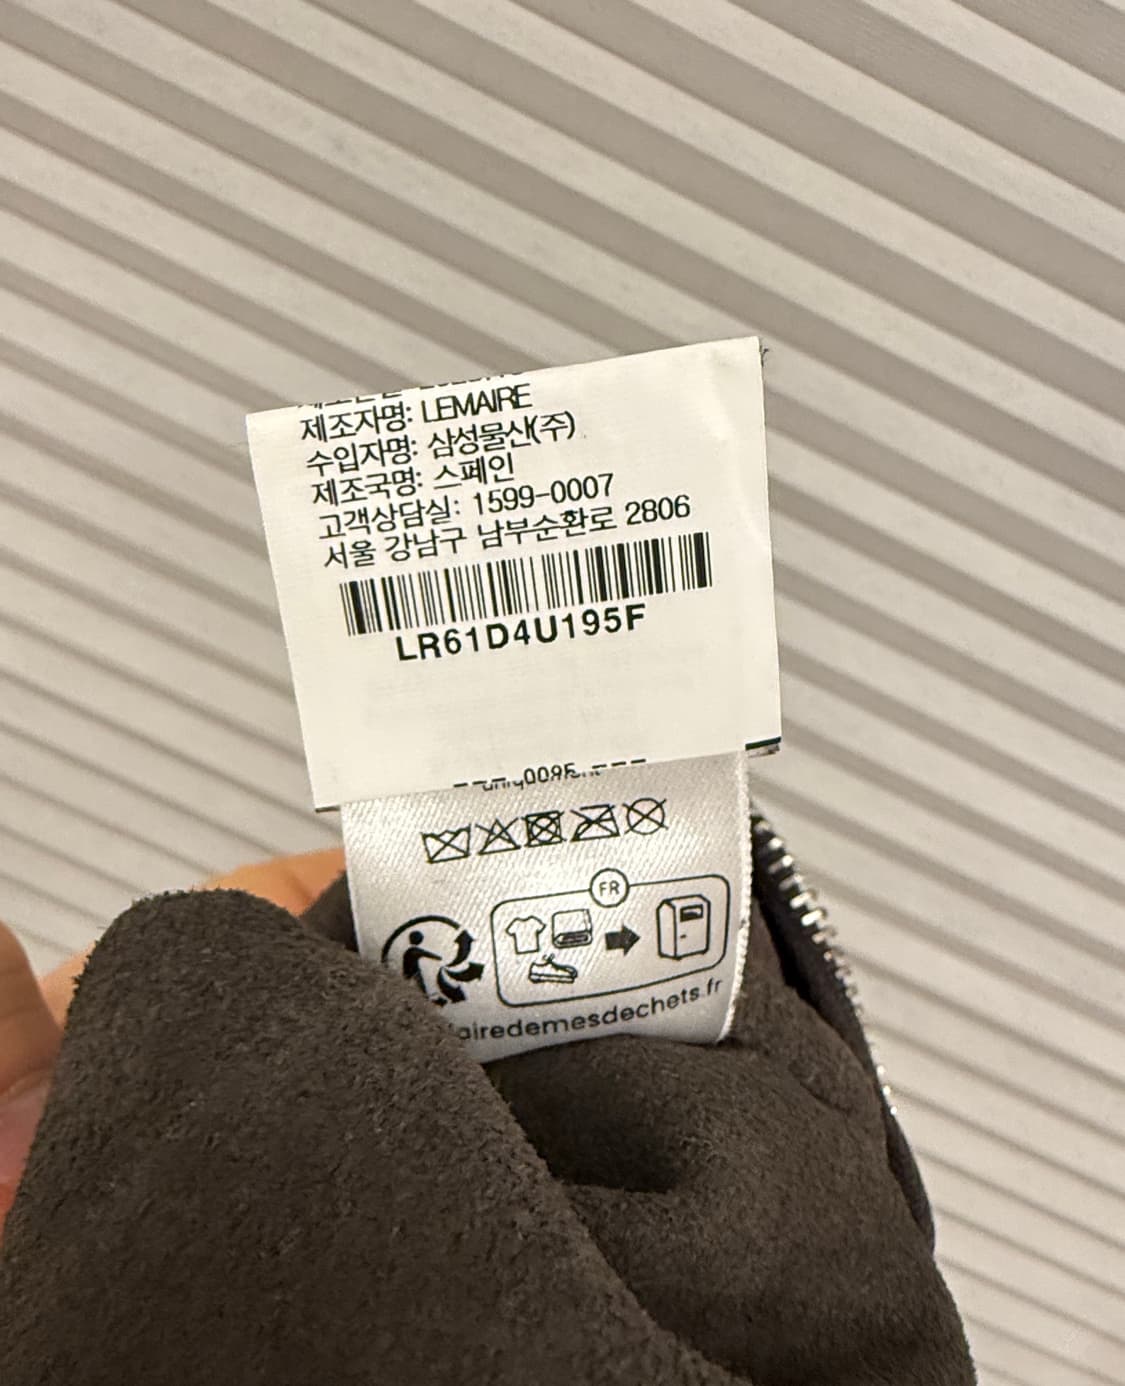 제조자명: LEMAIRE
수입자명: 삼성물산(주)
제조국명: 스페인
고객상담실: 1599-0007
서울 강남구 남부순환로 2806
LR61D4U195F
FR
airedemesdechets.fr